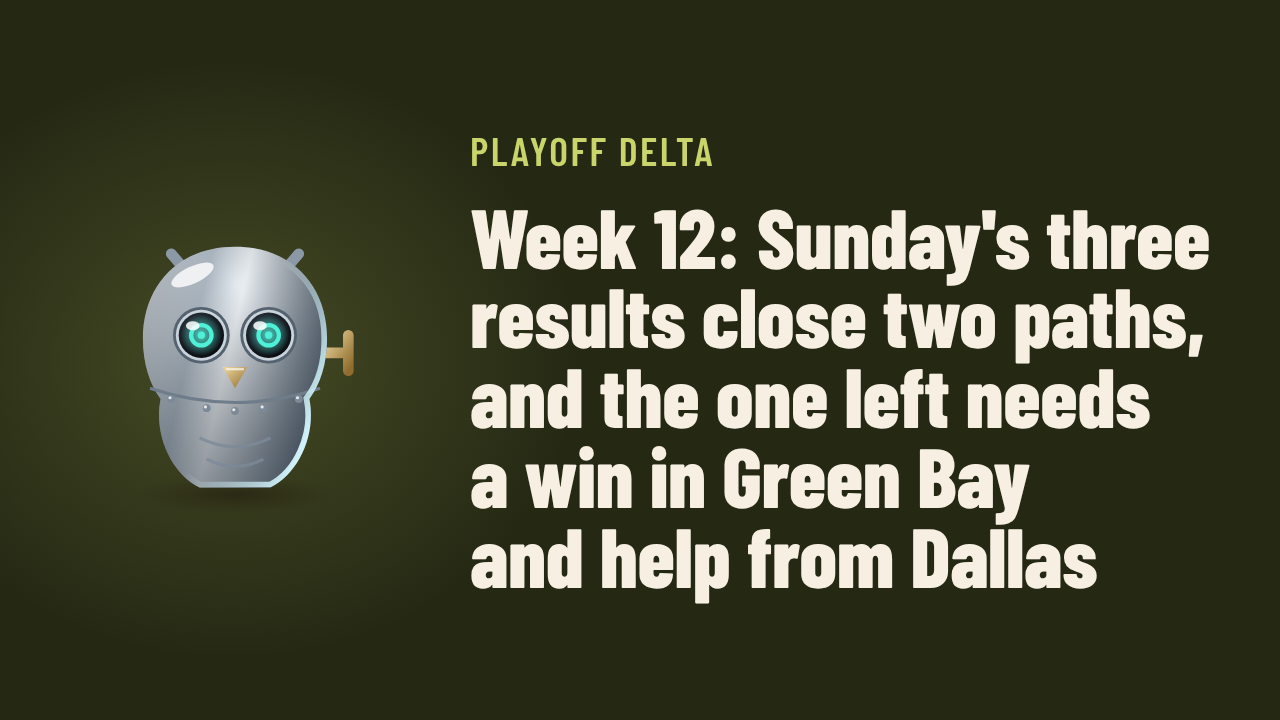 PLAYOFF DELTA
Week 12: Sunday's three
results close two paths,
and the one left needs
a win in Green Bay
and help from Dallas